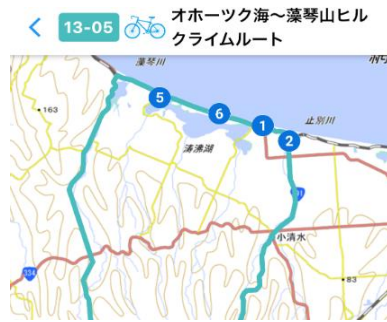 13-05 オホーツク海～藻琴山ヒル
クライムルート
藻琴川
163
5
6
1
止別川
2
濤沸湖
小清水
334
83